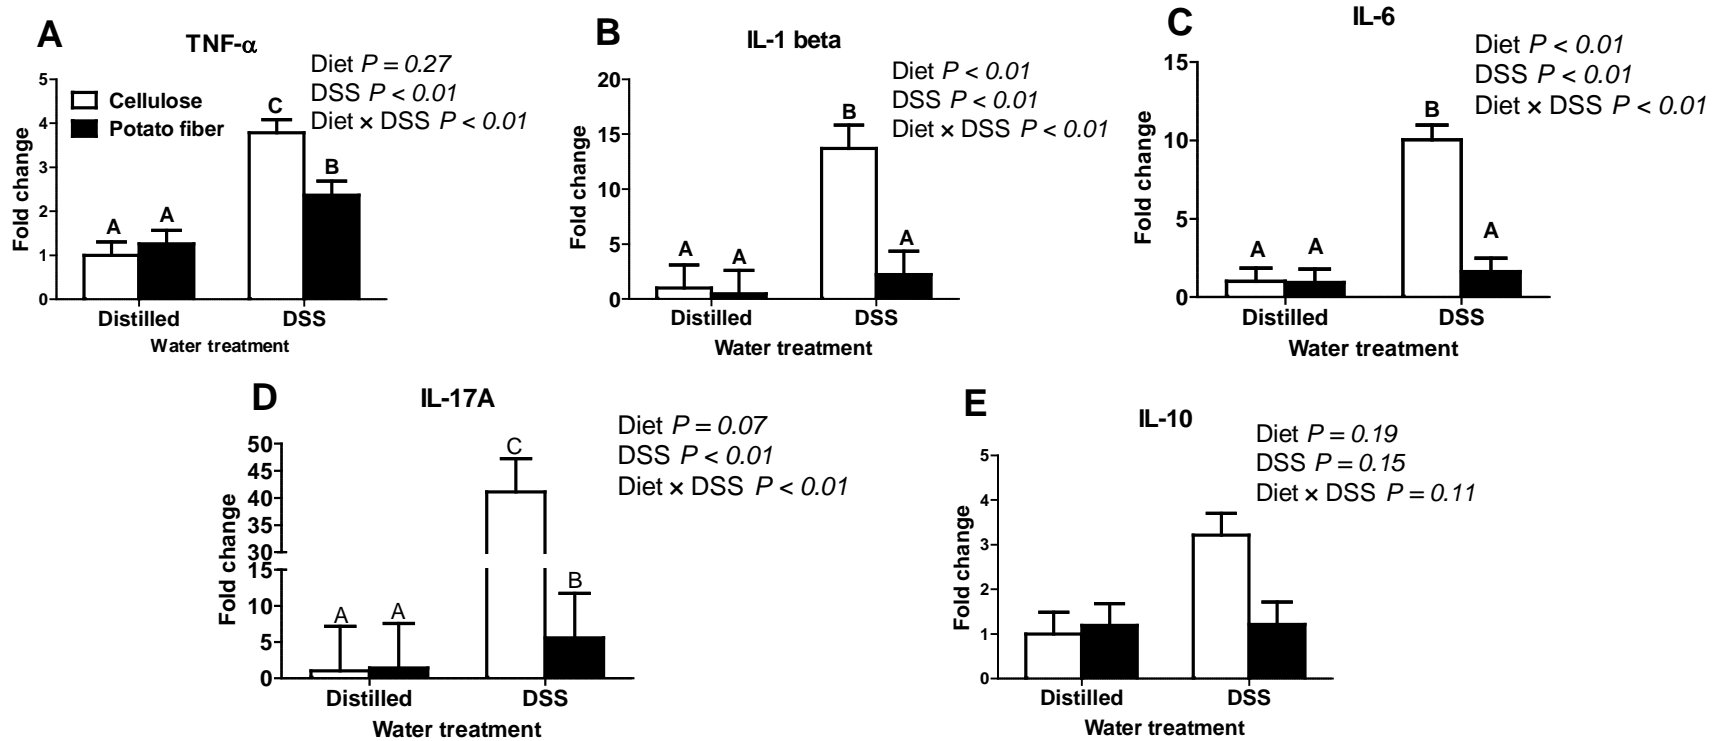 A
TNF-α
Diet P = 0.27
DSS P < 0.01
Diet × DSS P < 0.01
Cellulose
Potato fiber
Fold change
5
4
3
2
1
0
A
A
C
B
Distilled
DSS
Water treatment
B
IL-1 beta
Diet P < 0.01
DSS P < 0.01
Diet × DSS P < 0.01
Fold change
20
15
10
5
0
A
A
B
A
Distilled
DSS
Water treatment
C
IL-6
Diet P < 0.01
DSS P < 0.01
Diet × DSS P < 0.01
Fold change
15
10
5
0
A
A
B
A
Distilled
DSS
Water treatment
D
IL-17A
Diet P = 0.07
DSS P < 0.01
Diet × DSS P < 0.01
Fold change
50
45
40
35
30
15
10
5
0
A
A
C
B
Distilled
DSS
Water treatment
E
IL-10
Diet P = 0.19
DSS P = 0.15
Diet × DSS P = 0.11
Fold change
5
4
3
2
1
0
Distilled
DSS
Water treatment